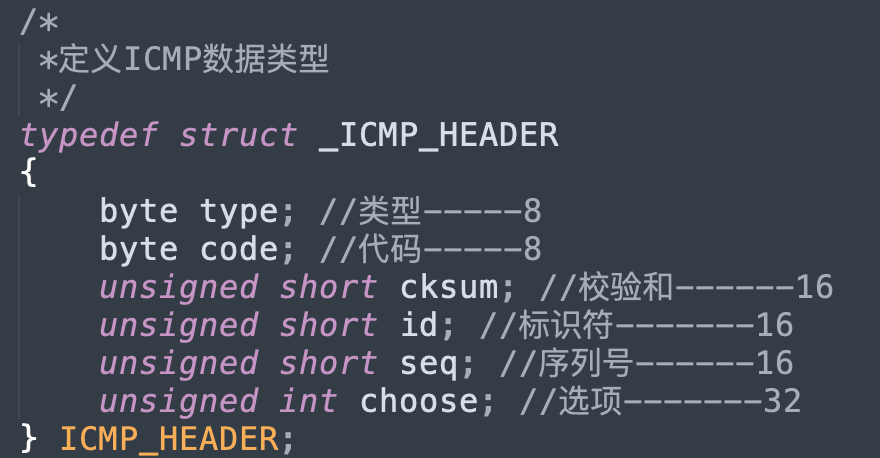 /*
 *定义ICMP数据类型
 */
typedef struct _ICMP_HEADER
{
    byte type; //类型-----8
    byte code; //代码-----8
    unsigned short cksum; //校验和------16
    unsigned short id; //标识符-------16
    unsigned short seq; //序列号------16
    unsigned int choose; //选项-------32
} ICMP_HEADER;